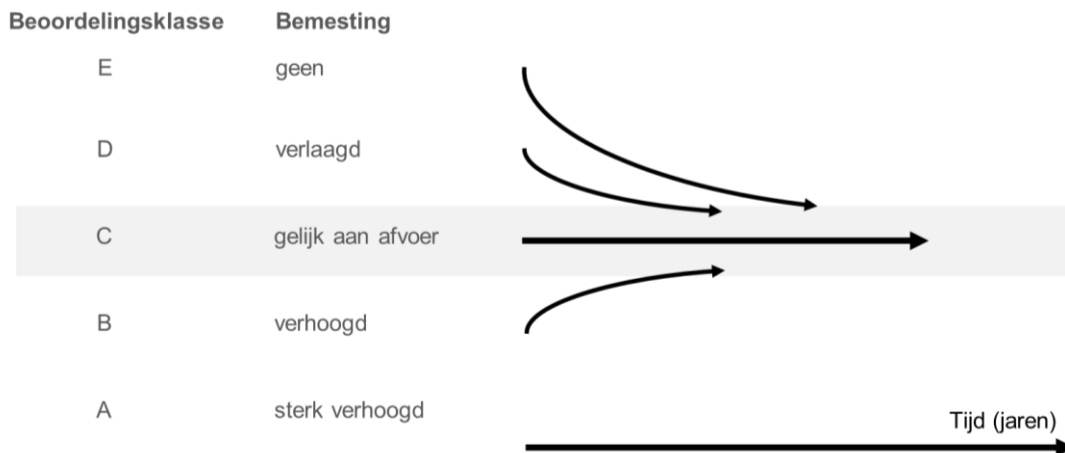 Beoordelingsklasse Bemesting
E geen
D verlaagd
C gelijk aan afvoer
B verhoogd
A sterk verhoogd
Tijd (jaren)